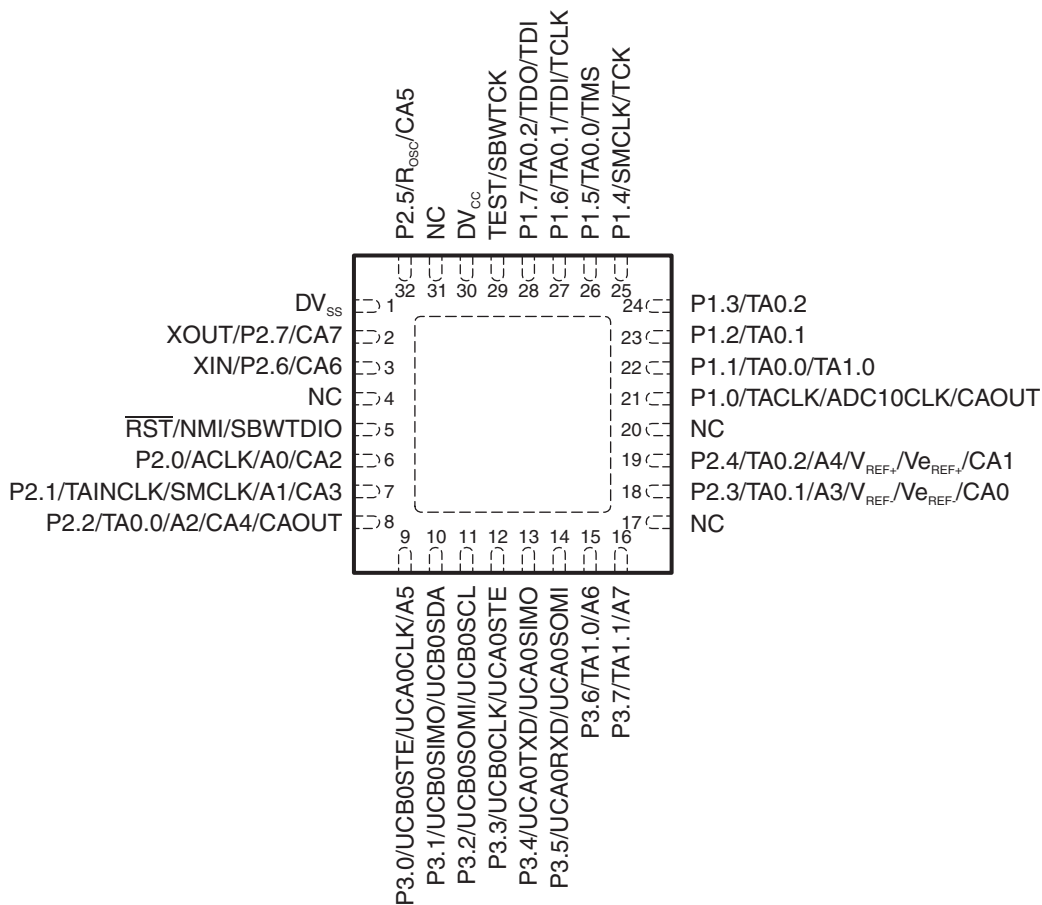 P2.5/ROSC/CA5
NC
DVCC
TEST/SBWTCK
P1.7/TA0.2/TDO/TDI
P1.6/TA0.1/TDI/TCLK
P1.5/TA0.0/TMS
P1.4/SMCLK/TCK
32 31 30 29 28 27 26 25
DVSS 1
XOUT/P2.7/CA7 2
XIN/P2.6/CA6 3
NC 4
RST/NMI/SBWTDIO 5
P2.0/ACLK/A0/CA2 6
P2.1/TAINCLK/SMCLK/A1/CA3 7
P2.2/TA0.0/A2/CA4/CAOUT 8
24 P1.3/TA0.2
23 P1.2/TA0.1
22 P1.1/TA0.0/TA1.0
21 P1.0/TACLK/ADC10CLK/CAOUT
20 NC
19 P2.4/TA0.2/A4/VREF+/VeREF+/CA1
18 P2.3/TA0.1/A3/VREF-/VeREF-/CA0
17 NC
9 10 11 12 13 14 15 16
P3.0/UCB0STE/UCA0CLK/A5
P3.1/UCB0SIMO/UCB0SDA
P3.2/UCB0SOMI/UCB0SCL
P3.3/UCB0CLK/UCA0STE
P3.4/UCA0TXD/UCA0SIMO
P3.5/UCA0RXD/UCA0SOMI
P3.6/TA1.0/A6
P3.7/TA1.1/A7